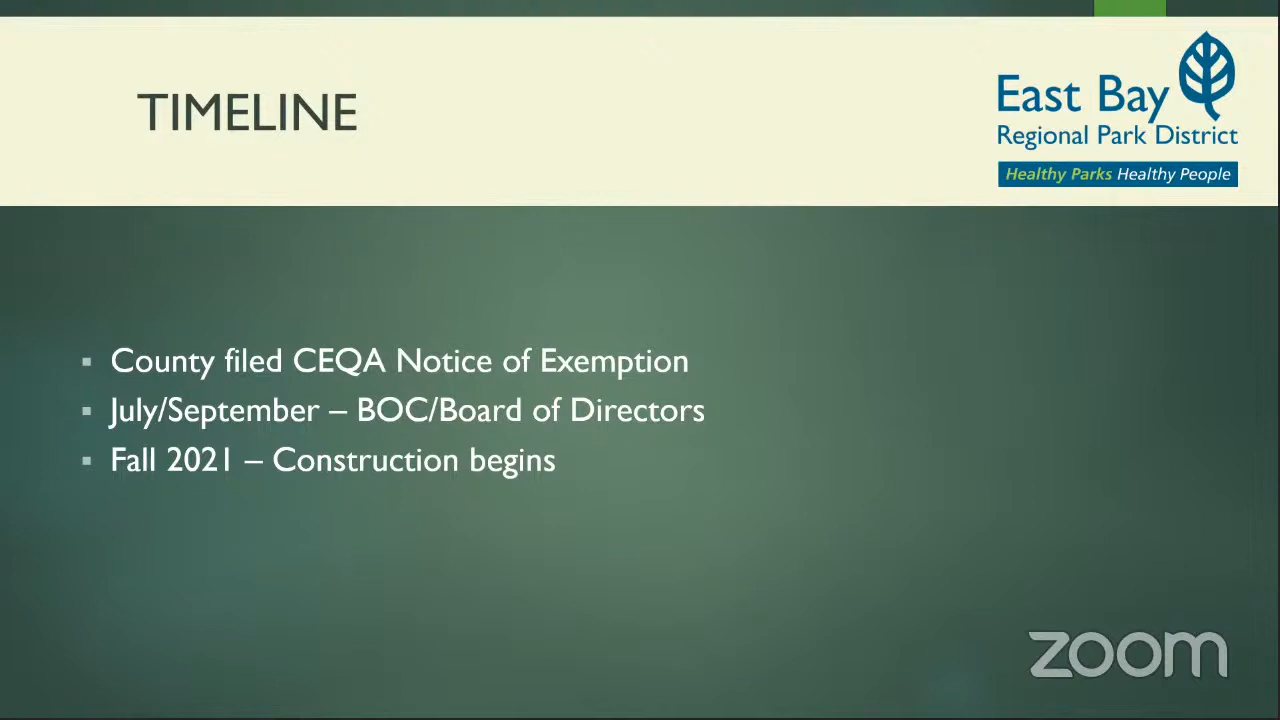 TIMELINE
East Bay
Regional Park District
Healthy Parks Healthy People
▪ County filed CEQA Notice of Exemption
▪ July/September – BOC/Board of Directors
▪ Fall 2021 – Construction begins
zoom